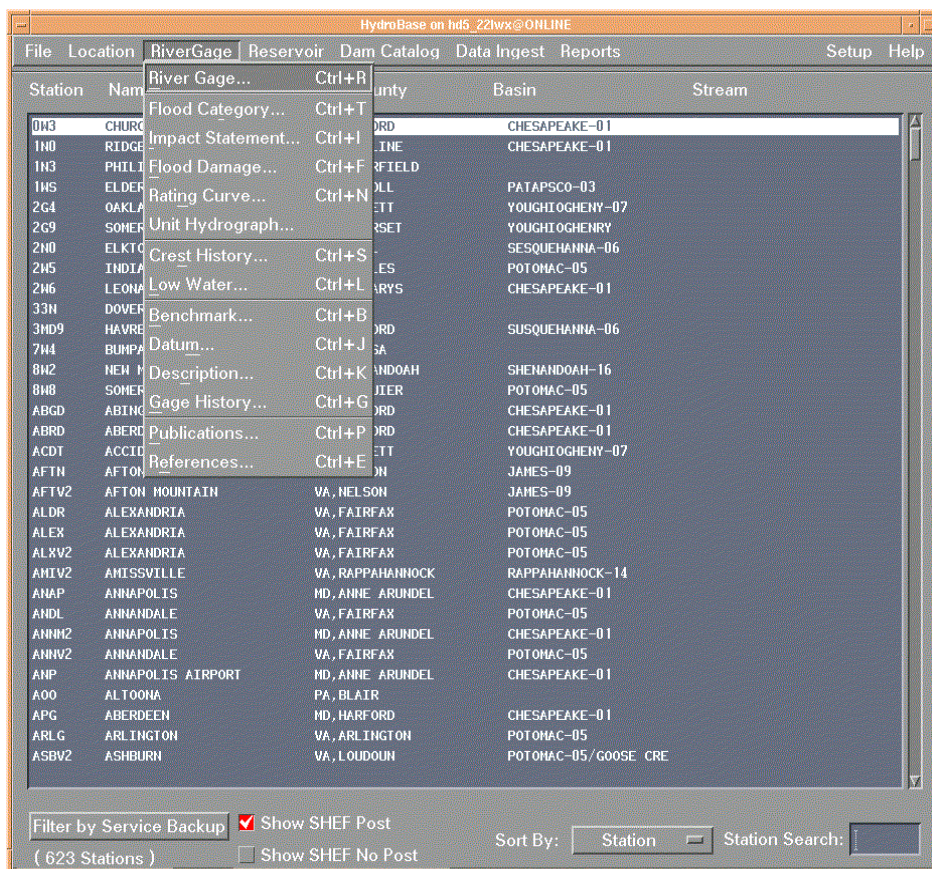 HydroBase on hd5_22lwx@ONLINE
File Location RiverGage Reservoir Dam Catalog Data Ingest Reports Setup Help
Station Nam unty Basin Stream
River Gage... Ctrl+R
Flood Category... Ctrl+T
Impact Statement... Ctrl+I
Flood Damage... Ctrl+F
Rating Curve... Ctrl+N
Unit Hydrograph...
Crest History... Ctrl+S
Low Water... Ctrl+L
Benchmark... Ctrl+B
Datum... Ctrl+J
Description... Ctrl+K
Gage History... Ctrl+G
Publications... Ctrl+P
References... Ctrl+E
0W3 CHURC ORD CHESAPEAKE-01
1N0 RIDGE LINE CHESAPEAKE-01
1N3 PHILI RFIELD
1WS ELDER OLL PATAPSCO-03
2G4 OAKLA ETT YOUGHIOGHENY-07
2G9 SOMER RSET YOUGHIOGHENRY
2N0 ELKTO SESQUEHANNA-06
2W5 INDIA LES POTOMAC-05
2W6 LEONA ARYS CHESAPEAKE-01
33N DOVER
3MD9 HAVRE ORD SUSQUEHANNA-06
7W4 BUMPA SA
8W2 NEW M ANDOAH SHENANDOAH-16
8W8 SOMER UIER POTOMAC-05
ABGD ABING ORD CHESAPEAKE-01
ABRD ABERD ORD CHESAPEAKE-01
ACDT ACCID ETT YOUGHIOGHENY-07
AFTN AFTON ON JAMES-09
AFTV2 AFTON MOUNTAIN VA,NELSON JAMES-09
ALDR ALEXANDRIA VA,FAIRFAX POTOMAC-05
ALEX ALEXANDRIA VA,FAIRFAX POTOMAC-05
ALXV2 ALEXANDRIA VA,FAIRFAX POTOMAC-05
AMIV2 AMISSVILLE VA,RAPPAHANNOCK RAPPAHANNOCK-14
ANAP ANNAPOLIS MD,ANNE ARUNDEL CHESAPEAKE-01
ANDL ANNANDALE VA,FAIRFAX POTOMAC-05
ANNM2 ANNAPOLIS MD,ANNE ARUNDEL CHESAPEAKE-01
ANNV2 ANNANDALE VA,FAIRFAX POTOMAC-05
ANP ANNAPOLIS AIRPORT MD,ANNE ARUNDEL CHESAPEAKE-01
AOO ALTOONA PA,BLAIR
APG ABERDEEN MD,HARFORD CHESAPEAKE-01
ARLG ARLINGTON VA,ARLINGTON POTOMAC-05
ASBV2 ASHBURN VA,LOUDOUN POTOMAC-05/GOOSE CRE
Filter by Service Backup Show SHEF Post Sort By: Station Station Search:
( 623 Stations ) Show SHEF No Post